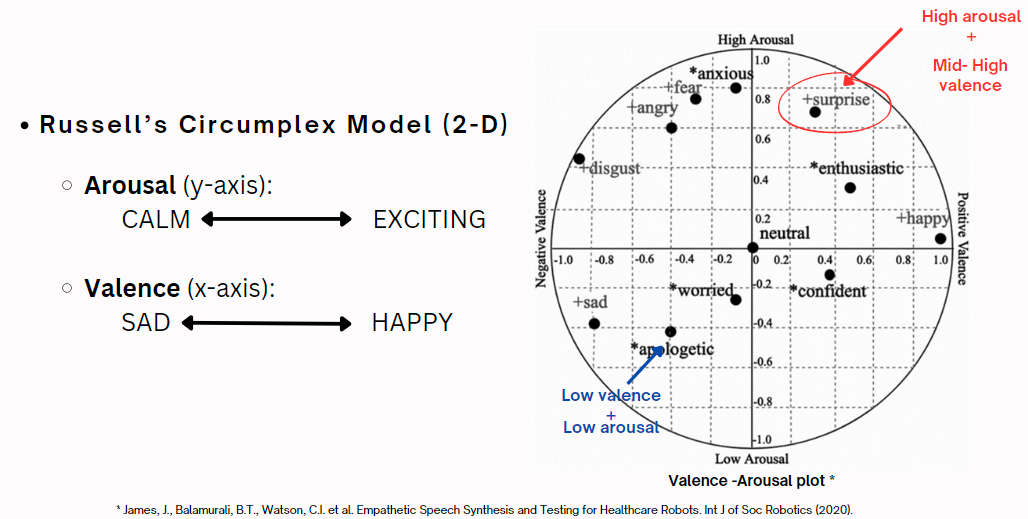 • Russell's Circumplex Model (2-D)
○ Arousal (y-axis):
CALM EXCITING
○ Valence (x-axis):
SAD HAPPY
High arousal
+
Mid- High
valence
High Arousal
1.0
*anxious
+fear
0.8
+surprise
+angry
0.6
+disgust
0.4
*enthusiastic
0.2
+happy
neutral
Negative Valence
Positive Valence
-1.0 -0.8 -0.6 -0.4 -0.2 0 0.2 0.4 0.6 0.8 1.0
-0.2
*worried
*confident
+sad
-0.4
*apologetic
-0.6
Low valence
+
Low arousal
-0.8
-1.0
Low Arousal
Valence -Arousal plot *
* James, J., Balamurali, B.T., Watson, C.I. et al. Empathetic Speech Synthesis and Testing for Healthcare Robots. Int J of Soc Robotics (2020).